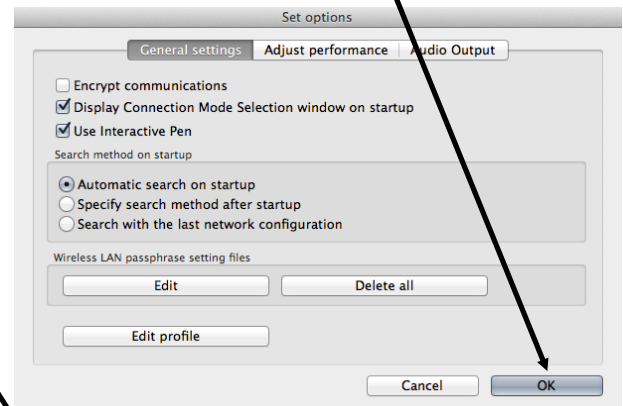 Set options
General settings Adjust performance Audio Output
Encrypt communications
Display Connection Mode Selection window on startup
Use Interactive Pen
Search method on startup
Automatic search on startup
Specify search method after startup
Search with the last network configuration
Wireless LAN passphrase setting files
Edit Delete all
Edit profile
Cancel OK